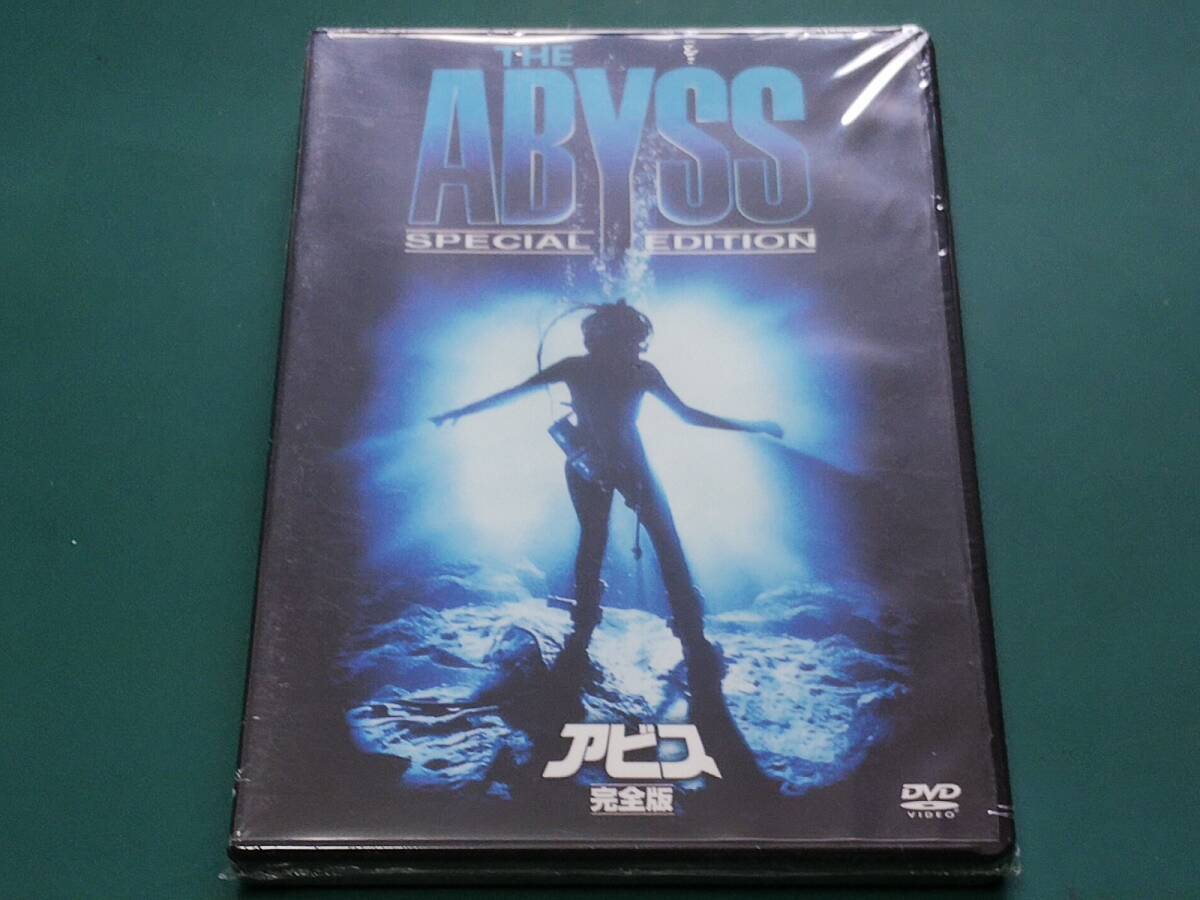 THE
ABYSS
SPECIAL EDITION
アビス
完全版
DVD
VIDEO